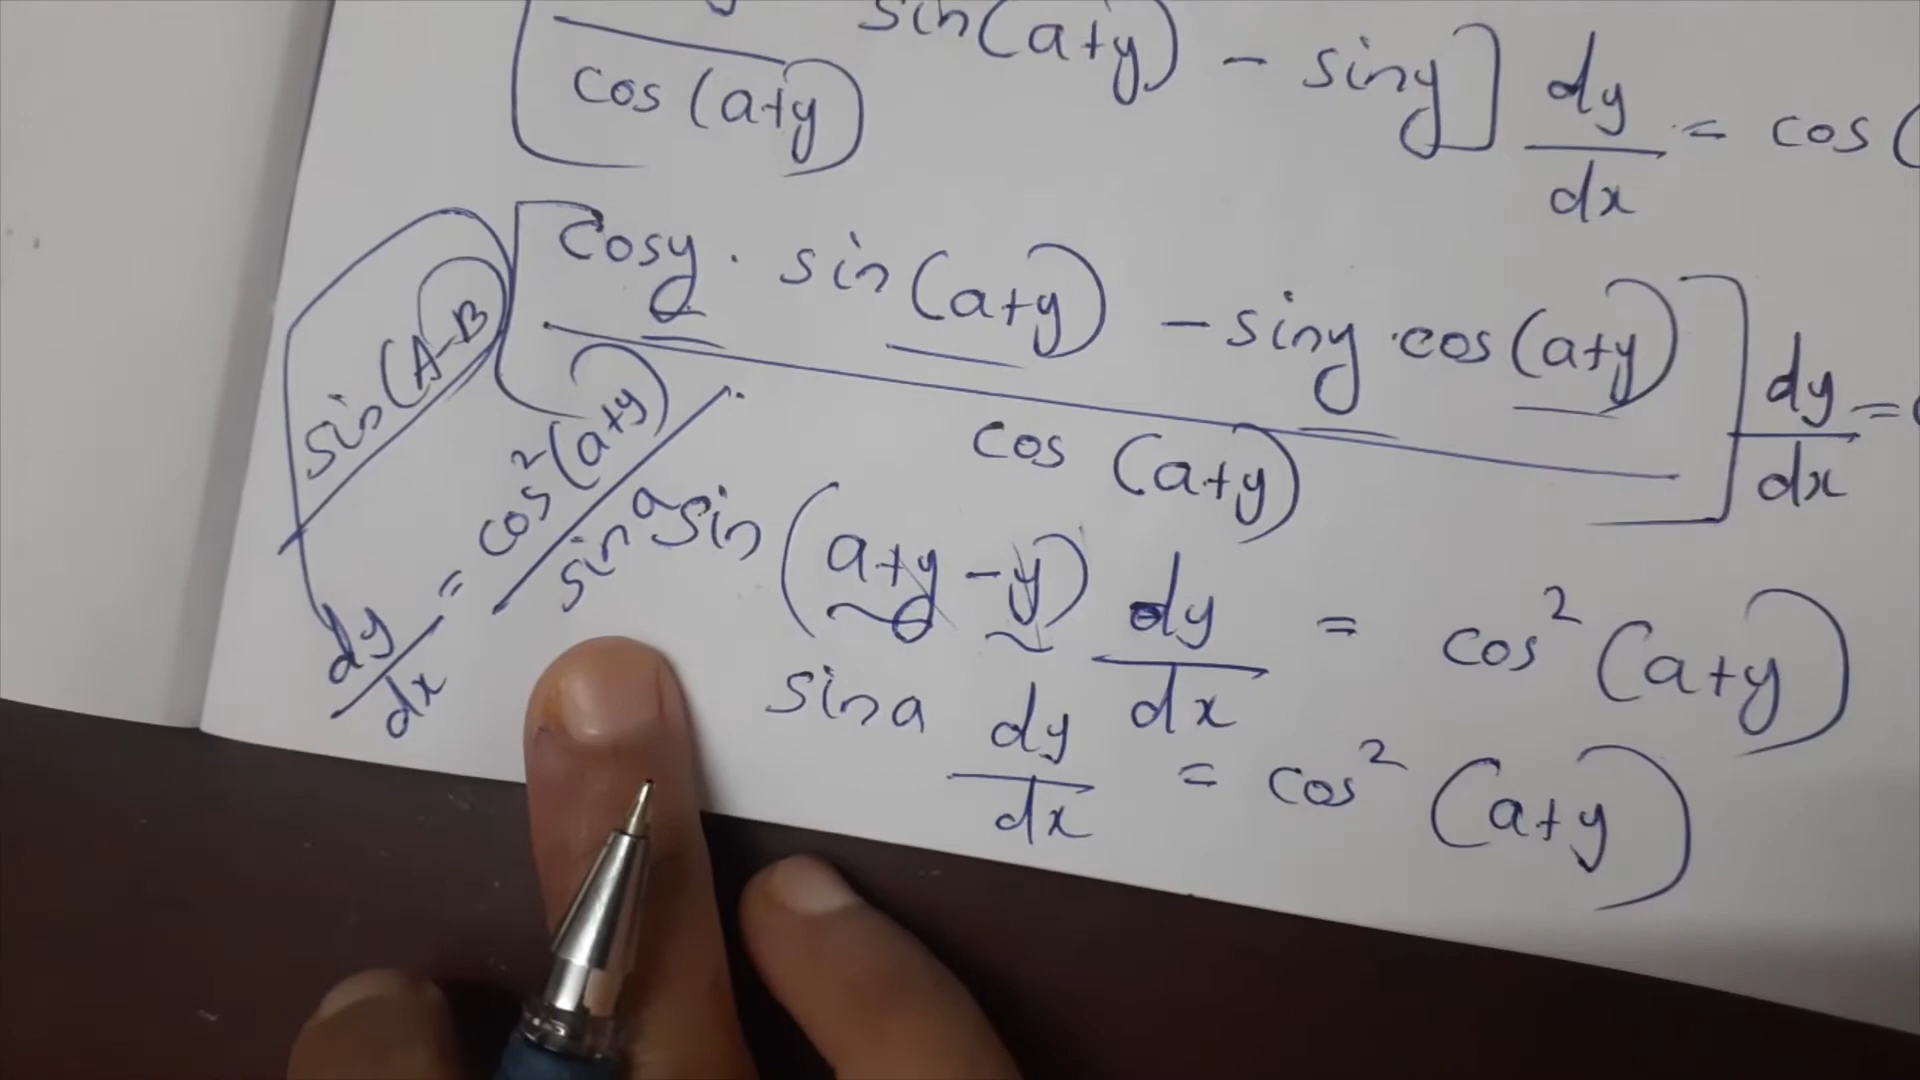 sin(a+y) - siny] dy/dx = cos(
cos(a+y)
[cosy · sin(a+y) - siny · cos(a+y)] dy/dx =
cos(a+y)
sin(A-B
sin(a+y-y) dy/dx = cos²(a+y)
sina dy/dx = cos²(a+y)
dy/dx = cos²(a+y)/sina